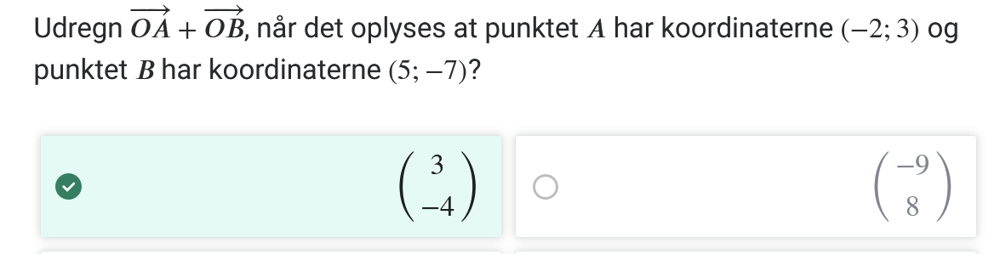 Udregn $\overrightarrow{OA} + \overrightarrow{OB}$, når det oplyses at punktet $A$ har koordinaterne $(-2; 3)$ og
punktet $B$ har koordinaterne $(5; -7)$?
$\begin{pmatrix} 3 \\ -4 \end{pmatrix}$ $\begin{pmatrix} -9 \\ 8 \end{pmatrix}$